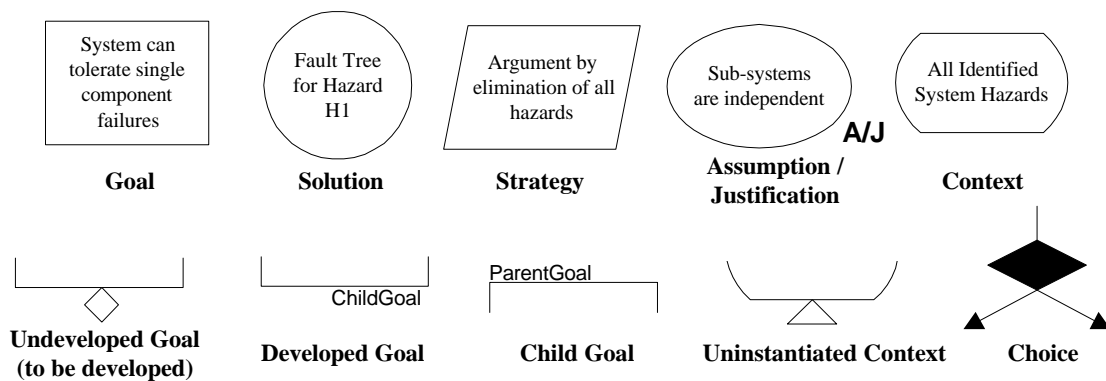 System can
tolerate single
component
failures
Goal
Fault Tree
for Hazard
H1
Solution
Argument by
elimination of all
hazards
Strategy
Sub-systems
are independent
A/J
Assumption /
Justification
All Identified
System Hazards
Context
Undeveloped Goal
(to be developed)
ChildGoal
Developed Goal
ParentGoal
Child Goal
Uninstantiated Context
Choice